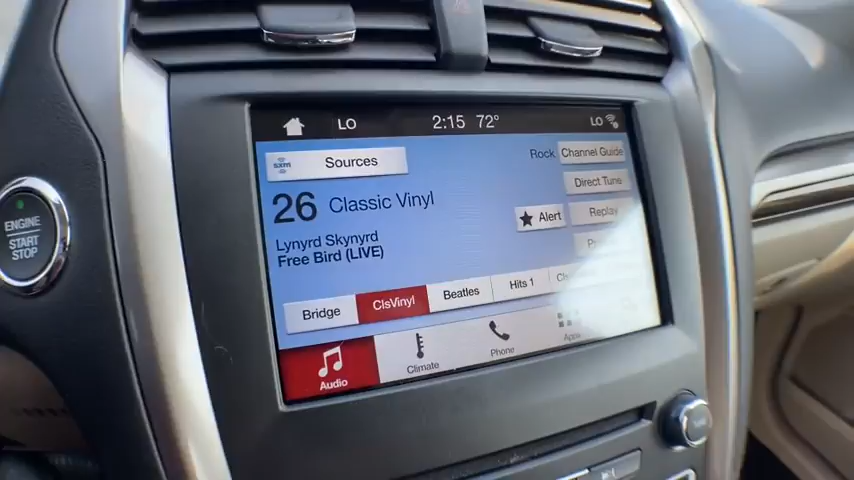 LO 2:15 72° LO
sxm Sources Rock Channel Guide
26 Classic Vinyl Direct Tune
Alert Replay
Lynyrd Skynyrd
Free Bird (LIVE)
Bridge ClsVinyl Beatles Hits 1
Audio Climate Phone Apps
ENGINE
START
STOP